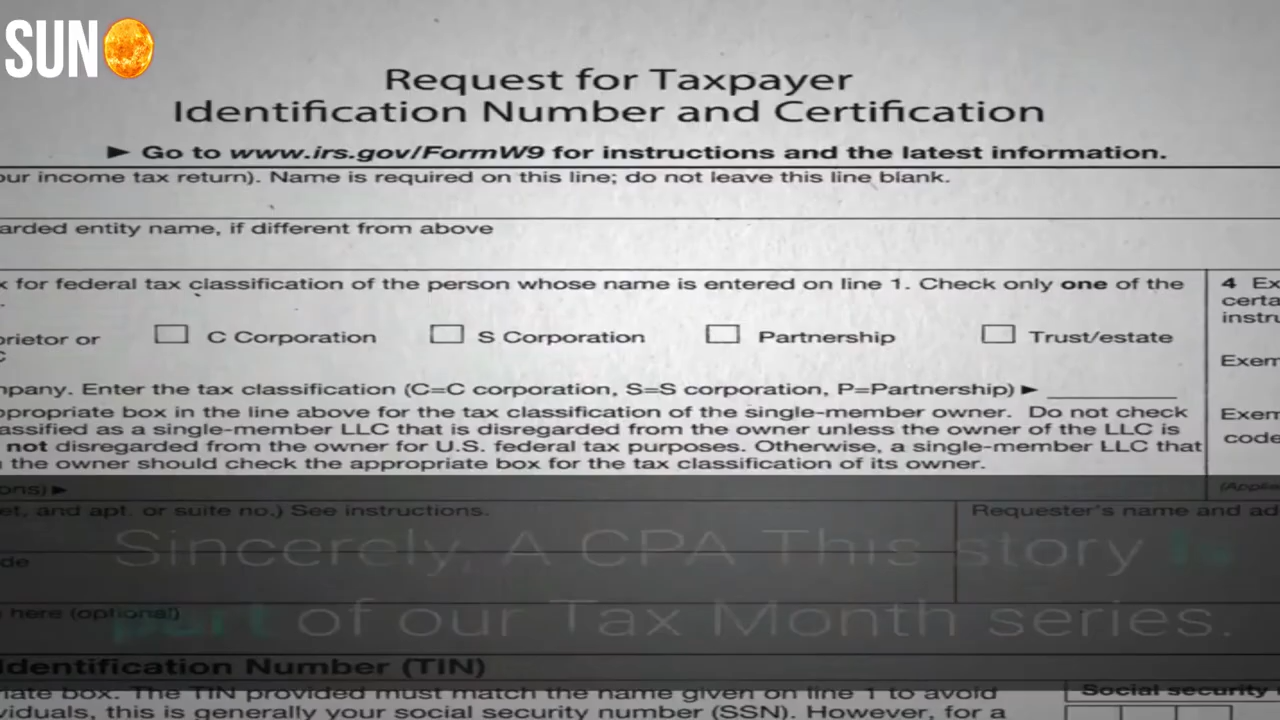 SUN
Request for Taxpayer
Identification Number and Certification
► Go to www.irs.gov/FormW9 for instructions and the latest information.
our income tax return). Name is required on this line; do not leave this line blank.
arded entity name, if different from above
x for federal tax classification of the person whose name is entered on line 1. Check only one of the
4 Ex
certa
instru
prietor or
C Corporation
S Corporation
Partnership
Trust/estate
Exem
mpany. Enter the tax classification (C=C corporation, S=S corporation, P=Partnership) ►
ppropriate box in the line above for the tax classification of the single-member owner. Do not check
assified as a single-member LLC that is disregarded from the owner unless the owner of the LLC is
not disregarded from the owner for U.S. federal tax purposes. Otherwise, a single-member LLC that
the owner should check the appropriate box for the tax classification of its owner.
Exem
code
ons) ►
(Applie
et, and apt. or suite no.) See instructions.
Requester's name and ad
Sincerely, A CPA This story is
de
here (optional)
part of our Tax Month series.
Identification Number (TIN)
iate box. The TIN provided must match the name given on line 1 to avoid
Social security
viduals, this is generally your social security number (SSN). However, for a